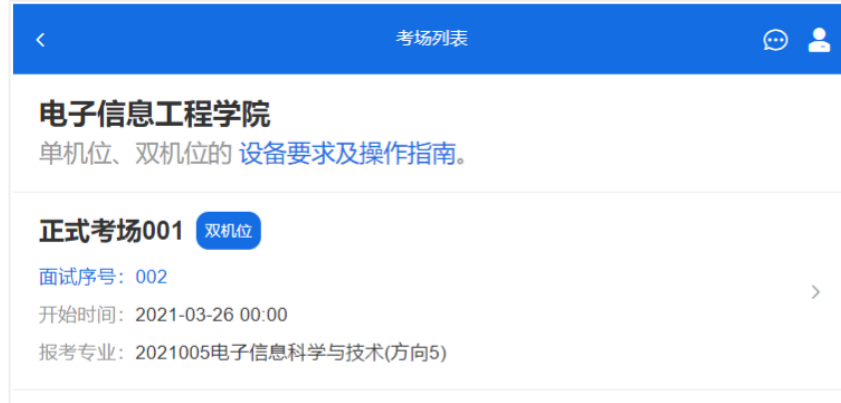 考场列表
电子信息工程学院
单机位、双机位的 设备要求及操作指南。
正式考场001 双机位
面试序号：002
开始时间：2021-03-26 00:00
报考专业：2021005电子信息科学与技术(方向5)